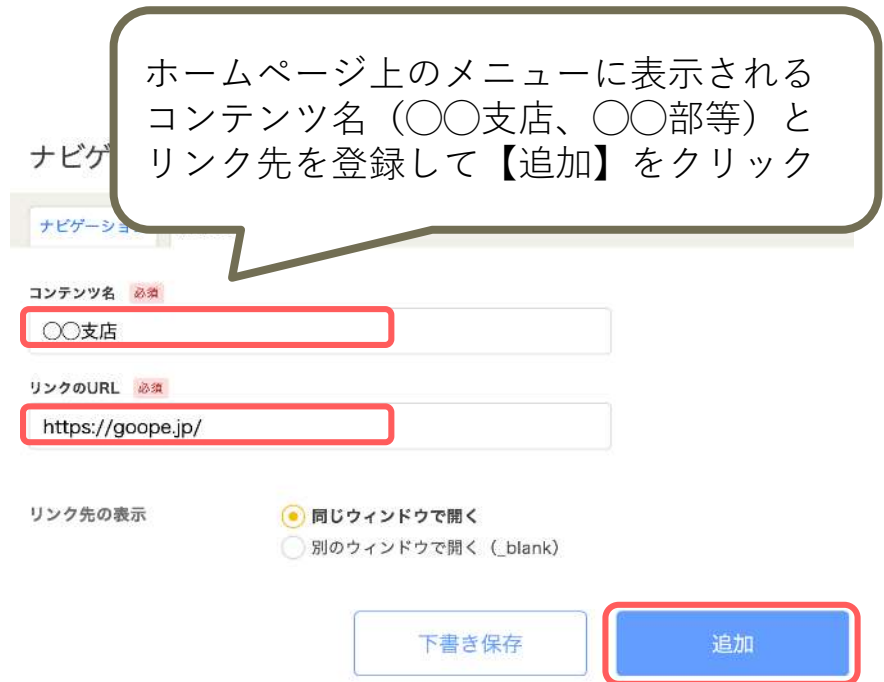 ホームページ上のメニューに表示される
コンテンツ名（〇〇支店、〇〇部等）と
リンク先を登録して【追加】をクリック
ナビゲ
ナビゲーション
コンテンツ名 必須
〇〇支店
リンクのURL 必須
https://goope.jp/
リンク先の表示
同じウィンドウで開く
別のウィンドウで開く（_blank）
下書き保存
追加